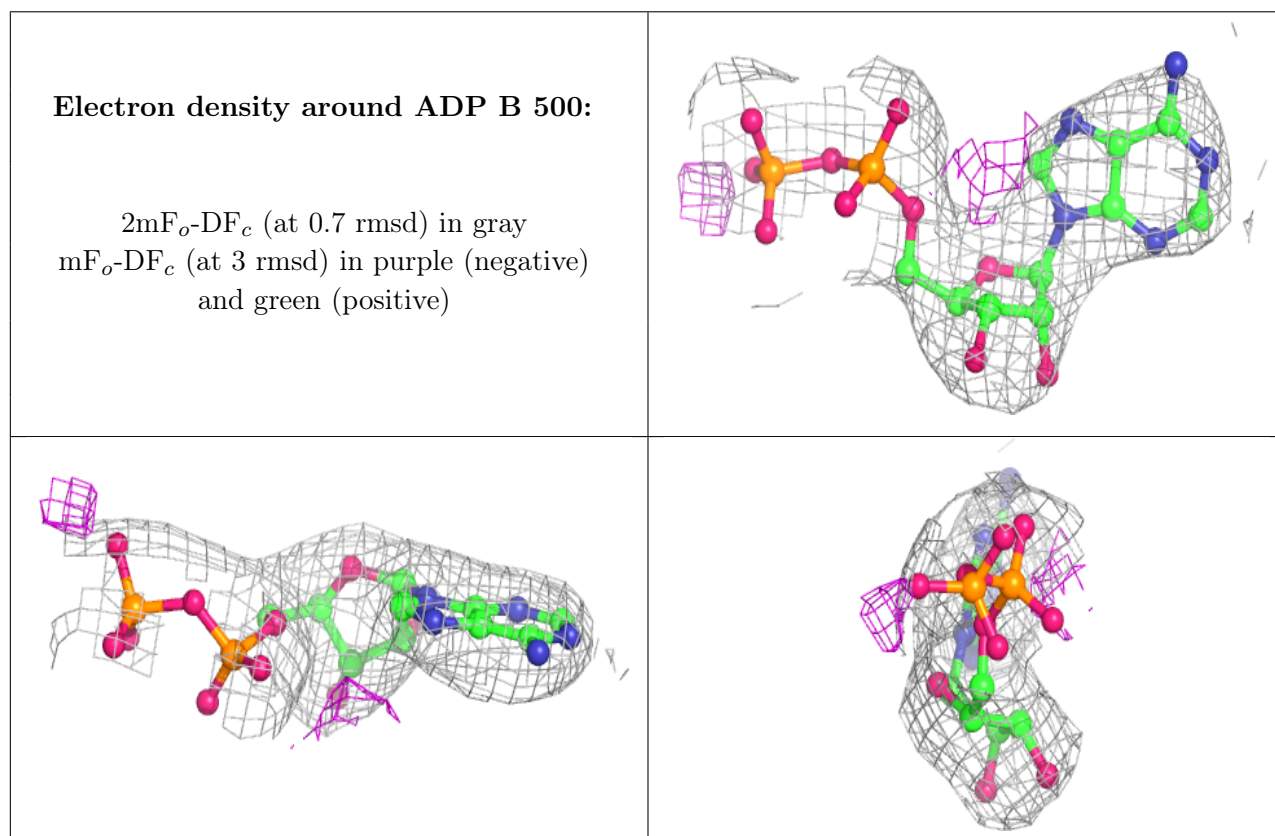 Electron density around ADP B 500:
2mFo-DFc (at 0.7 rmsd) in gray
mFo-DFc (at 3 rmsd) in purple (negative)
and green (positive)